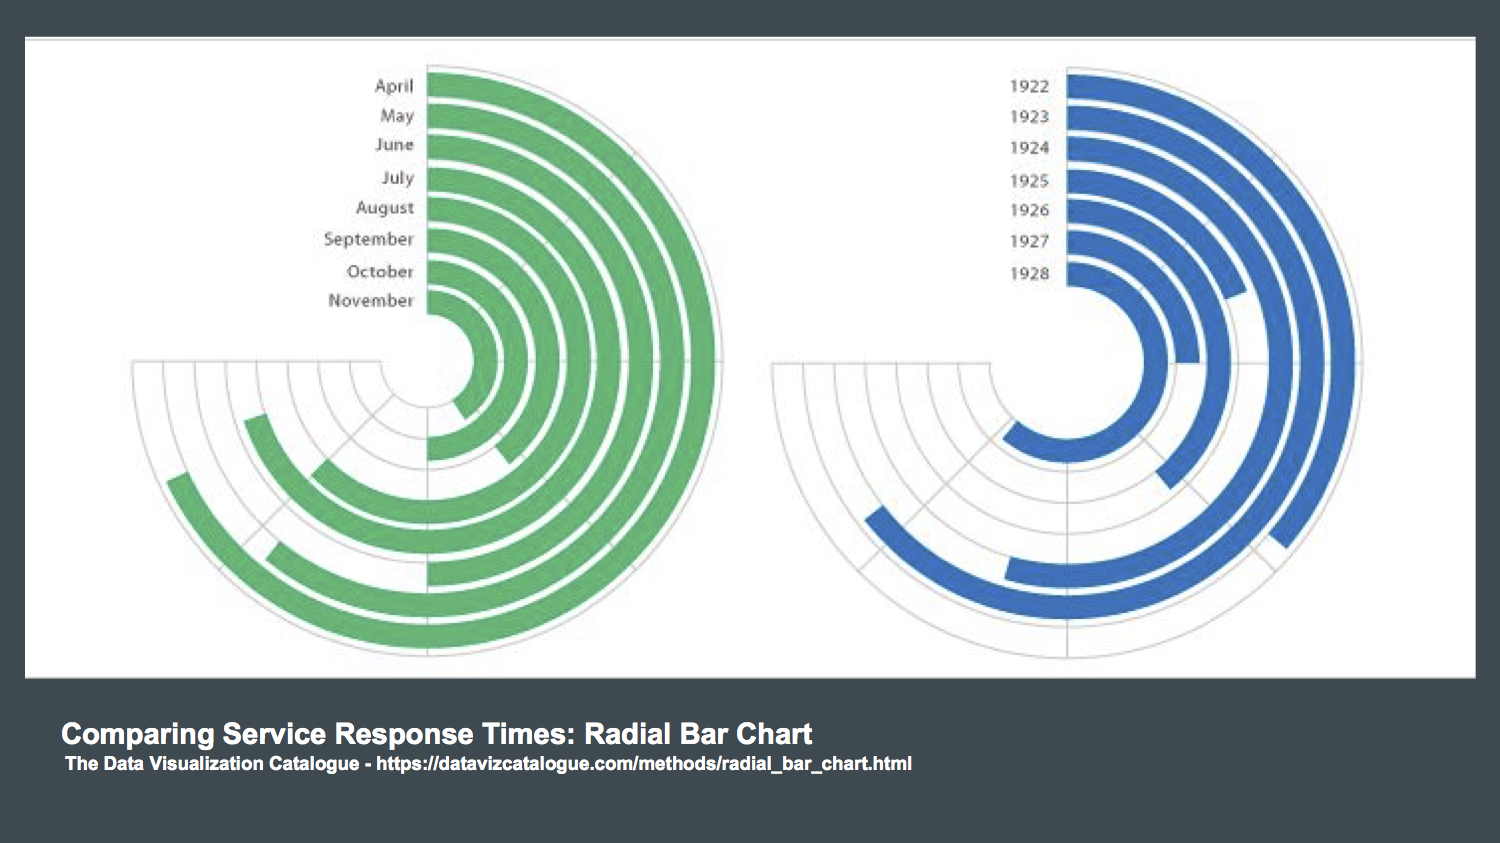 April
May
June
July
August
September
October
November
1922
1923
1924
1925
1926
1927
1928
Comparing Service Response Times: Radial Bar Chart
The Data Visualization Catalogue - https://datavizcatalogue.com/methods/radial_bar_chart.html